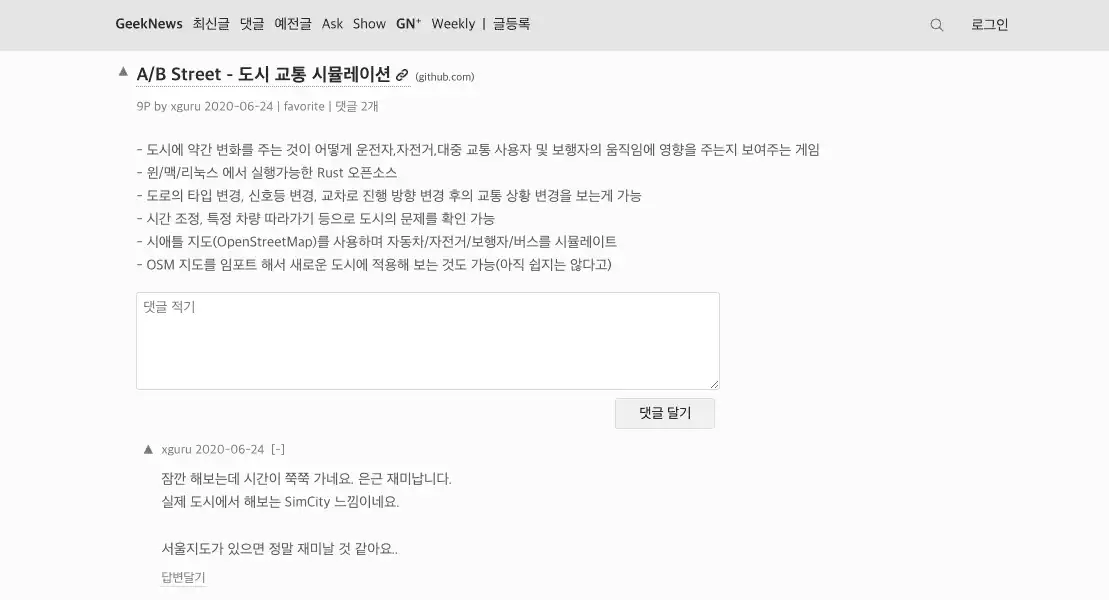 GeekNews 최신글 댓글 예전글 Ask Show GN⁺ Weekly | 글등록 로그인
▲ A/B Street - 도시 교통 시뮬레이션 (github.com)
9P by xguru 2020-06-24 | favorite | 댓글 2개
- 도시에 약간 변화를 주는 것이 어떻게 운전자,자전거,대중 교통 사용자 및 보행자의 움직임에 영향을 주는지 보여주는 게임
- 윈/맥/리눅스 에서 실행가능한 Rust 오픈소스
- 도로의 타입 변경, 신호등 변경, 교차로 진행 방향 변경 후의 교통 상황 변경을 보는게 가능
- 시간 조정, 특정 차량 따라가기 등으로 도시의 문제를 확인 가능
- 시애틀 지도(OpenStreetMap)를 사용하며 자동차/자전거/보행자/버스를 시뮬레이트
- OSM 지도를 임포트 해서 새로운 도시에 적용해 보는 것도 가능(아직 쉽지는 않다고)
댓글 적기
댓글 달기
▲ xguru 2020-06-24 [-]
잠깐 해보는데 시간이 쭉쭉 가네요. 은근 재미납니다.
실제 도시에서 해보는 SimCity 느낌이네요.
서울지도가 있으면 정말 재미날 것 같아요..
답변달기